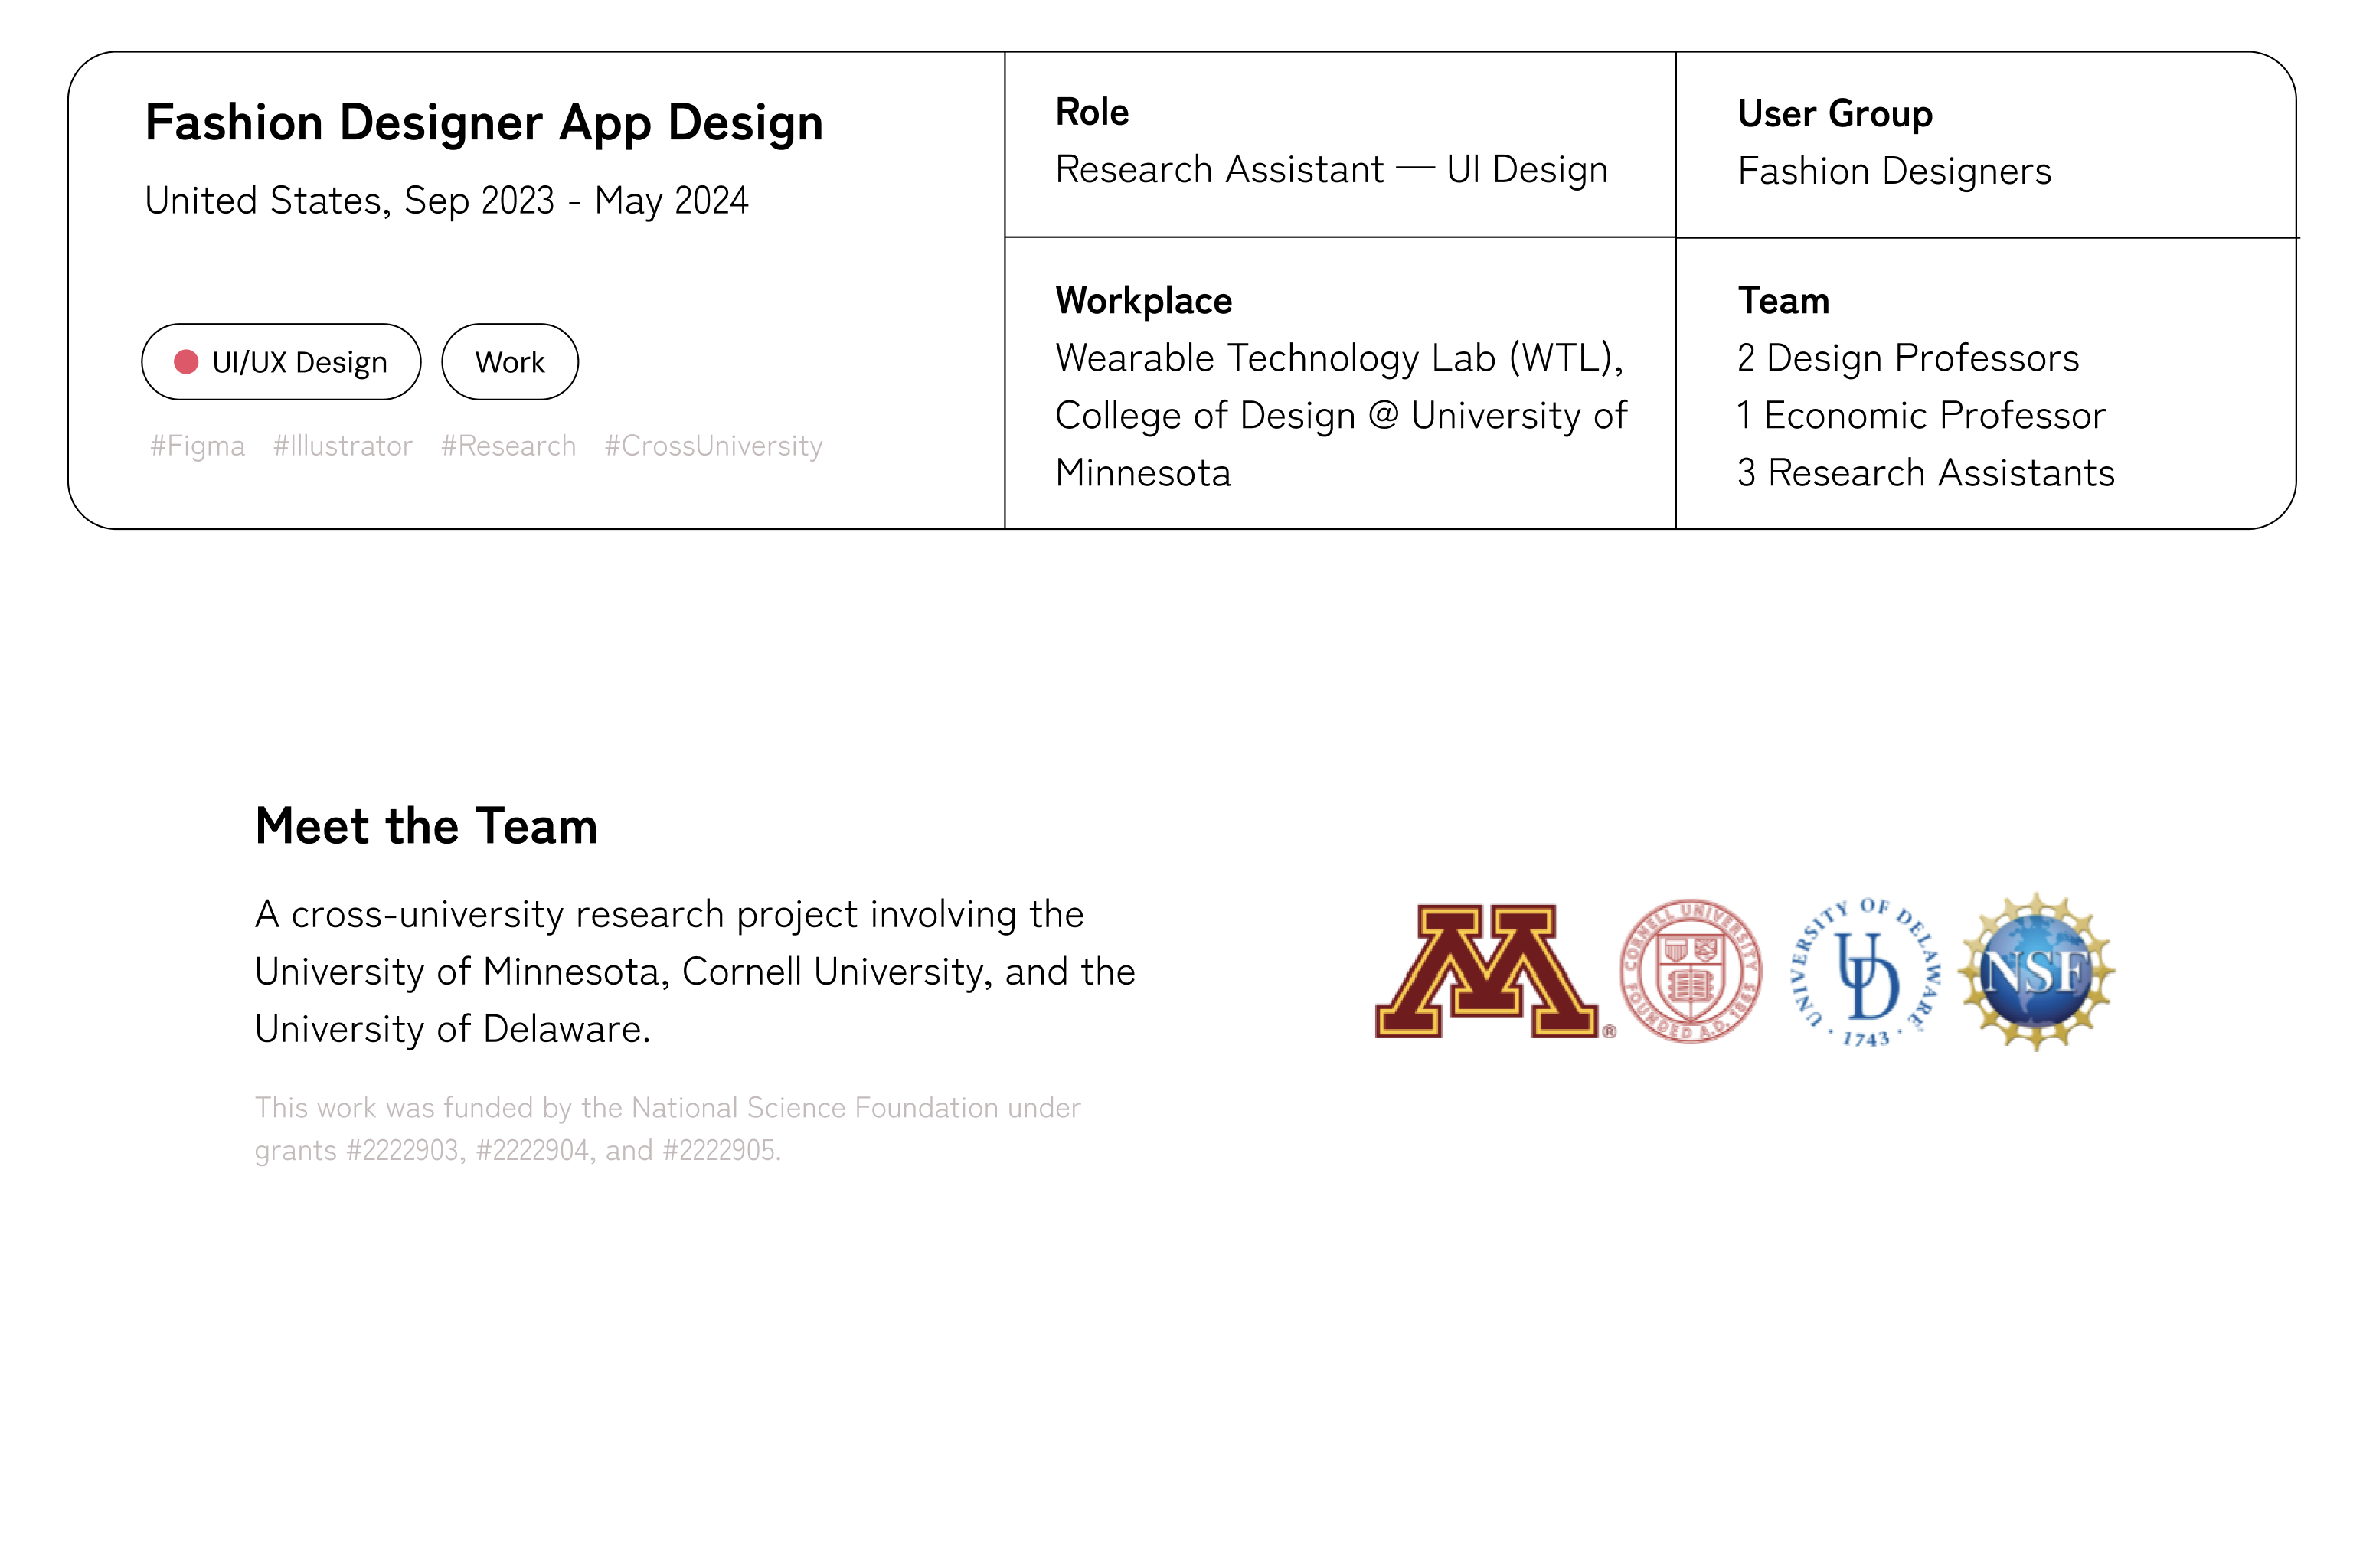 Fashion Designer App Design
United States, Sep 2023 - May 2024
UI/UX Design
Work
#Figma #Illustrator #Research #CrossUniversity
Role
Research Assistant — UI Design
Workplace
Wearable Technology Lab (WTL),
College of Design @ University of
Minnesota
User Group
Fashion Designers
Team
2 Design Professors
1 Economic Professor
3 Research Assistants
Meet the Team
A cross-university research project involving the
University of Minnesota, Cornell University, and the
University of Delaware.
This work was funded by the National Science Foundation under
grants #2222903, #2222904, and #2222905.
M®
CORNELL UNIVERSITY
FOUNDED A.D. 1865
UNIVERSITY OF DELAWARE
UD
· 1743 ·
NSF